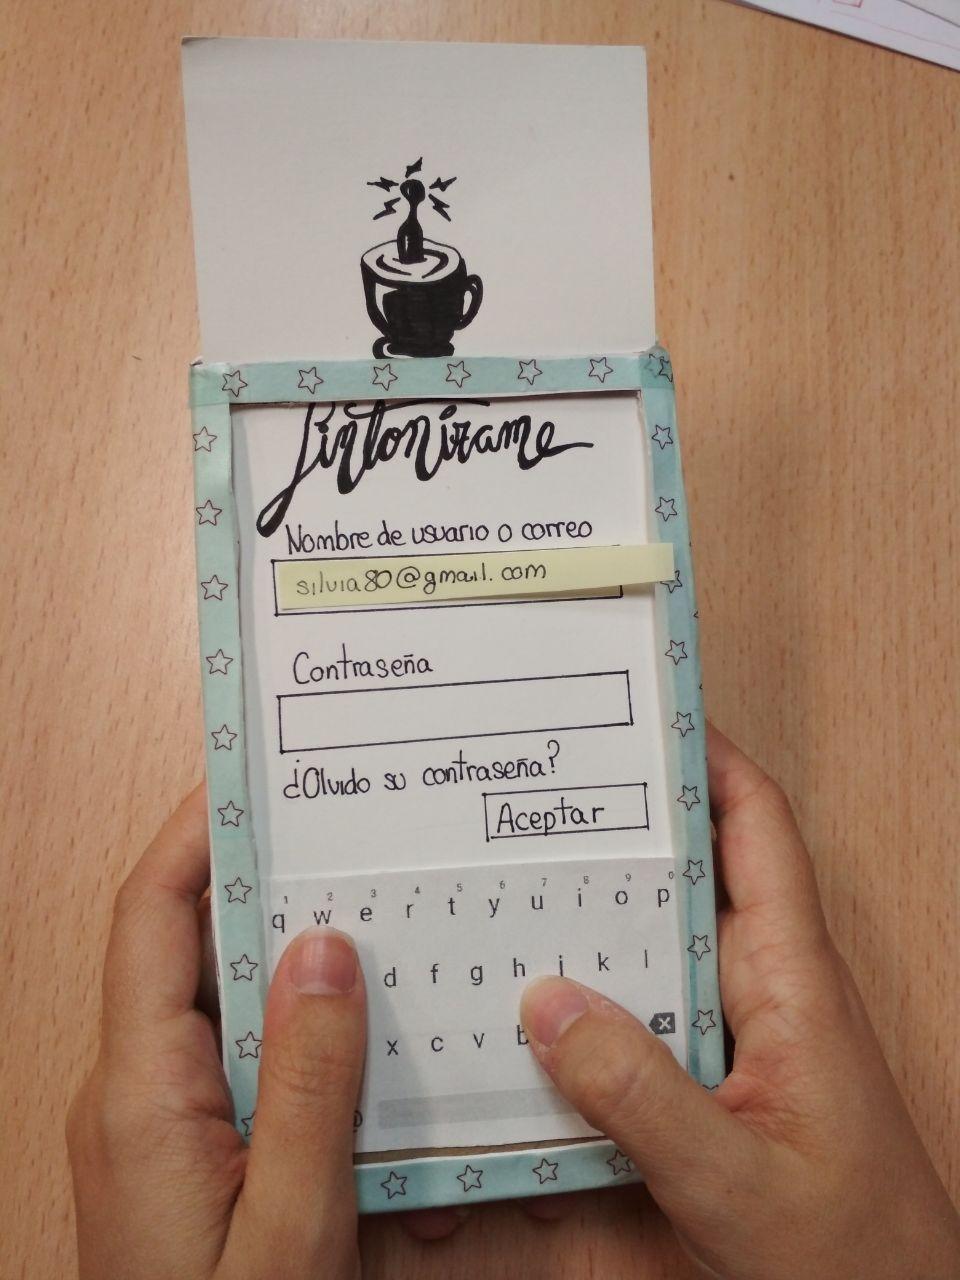 Sintonizame
Nombre de usuario o correo
silvia80@gmail.com
Contraseña
¿Olvido su contraseña?
Aceptar
1 2 3 4 5 6 7 8 9 0
q w e r t y u i o p
d f g h j k l
x c v b
@